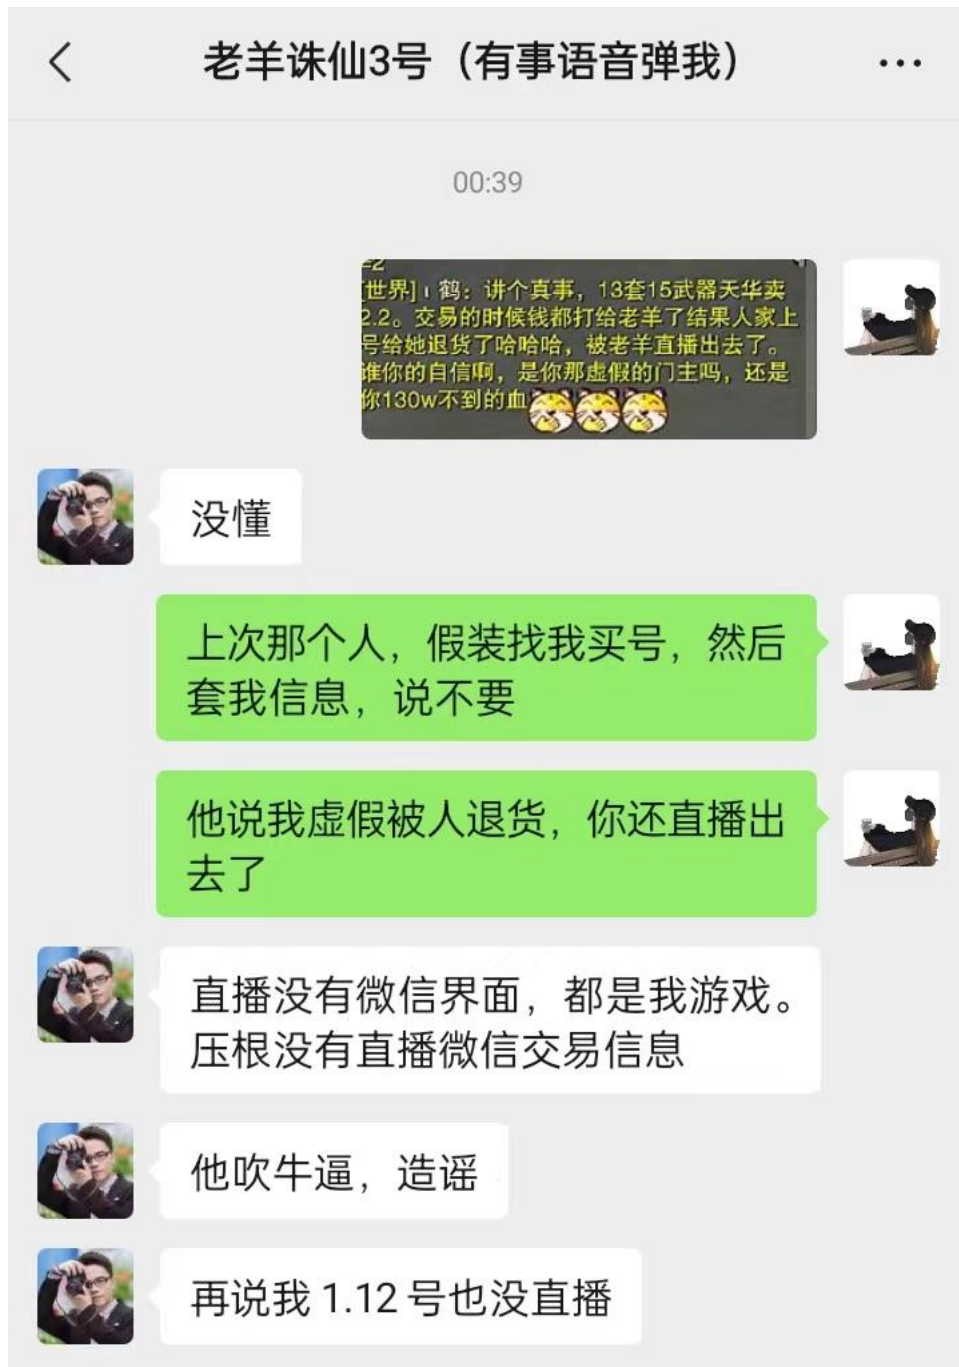 老羊诛仙3号（有事语音弹我）
00:39
=2
[世界] 鹤：讲个真事，13套15武器天华卖
2.2。交易的时候钱都打给老羊了结果人家上
号给她退货了哈哈哈，被老羊直播出去了。
谁你的自信啊，是你那虚假的门主吗，还是
你130w不到的血
没懂
上次那个人，假装找我买号，然后
套我信息，说不要
他说我虚假被人退货，你还直播出
去了
直播没有微信界面，都是我游戏。
压根没有直播微信交易信息
他吹牛逼，造谣
再说我 1.12 号也没直播